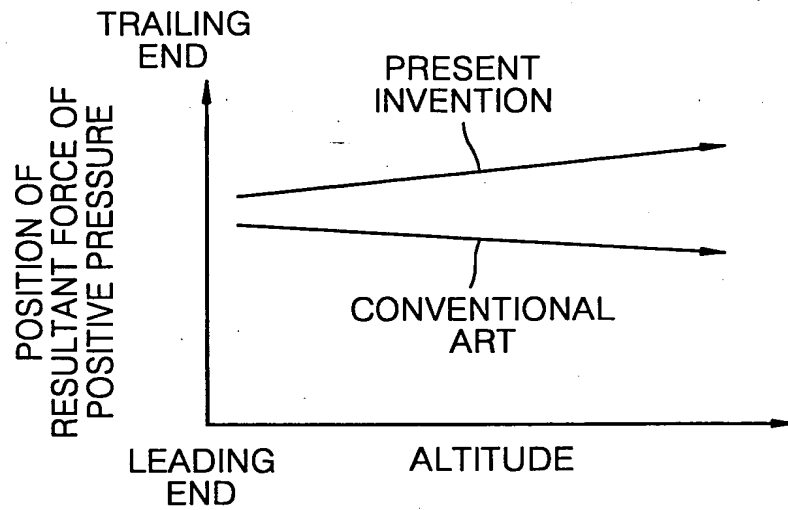 TRAILING
END
PRESENT
INVENTION
POSITION OF
RESULTANT FORCE OF
POSITIVE PRESSURE
CONVENTIONAL
ART
LEADING
END
ALTITUDE